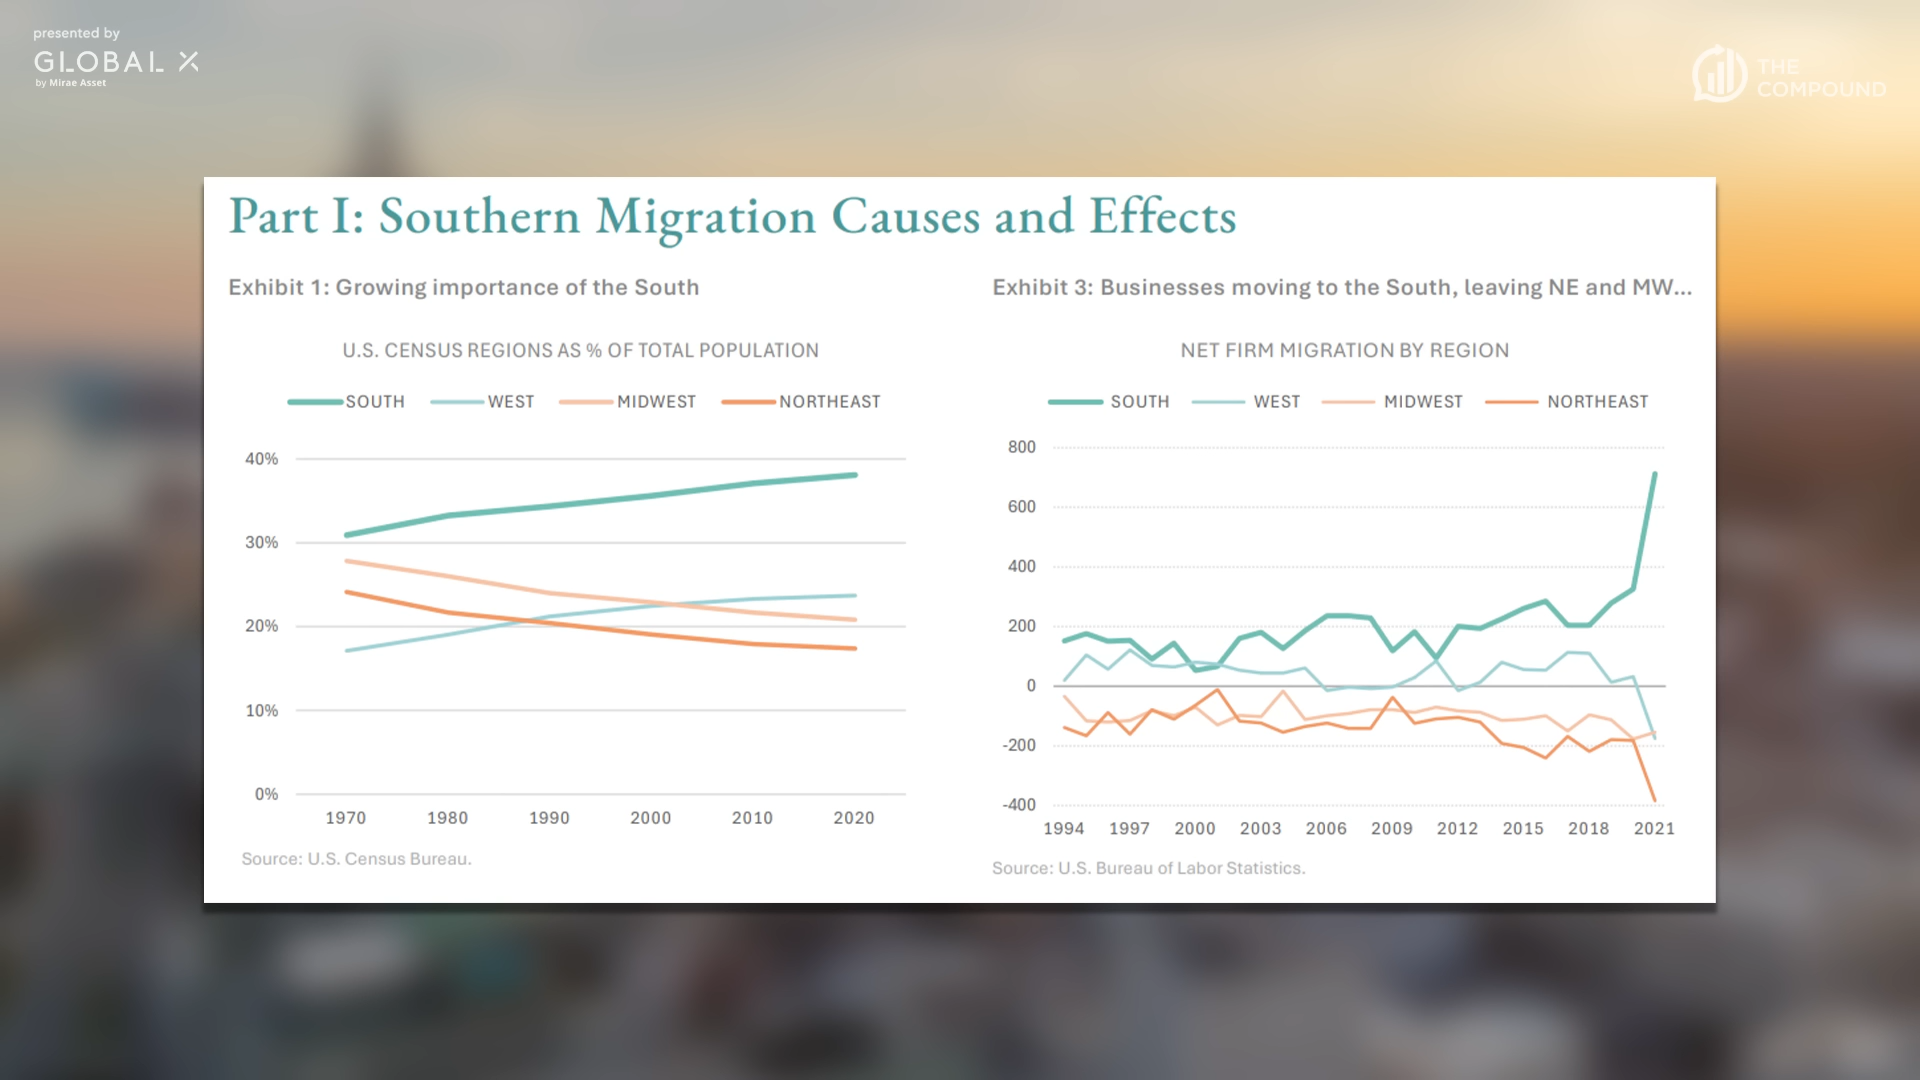 presented by
GLOBAL X
by Mirae Asset
THE
COMPOUND
Part I: Southern Migration Causes and Effects
Exhibit 1: Growing importance of the South
U.S. CENSUS REGIONS AS % OF TOTAL POPULATION
SOUTH WEST MIDWEST NORTHEAST
40%
30%
20%
10%
0%
1970 1980 1990 2000 2010 2020
Source: U.S. Census Bureau.
Exhibit 3: Businesses moving to the South, leaving NE and MW...
NET FIRM MIGRATION BY REGION
SOUTH WEST MIDWEST NORTHEAST
800
600
400
200
0
-200
-400
1994 1997 2000 2003 2006 2009 2012 2015 2018 2021
Source: U.S. Bureau of Labor Statistics.